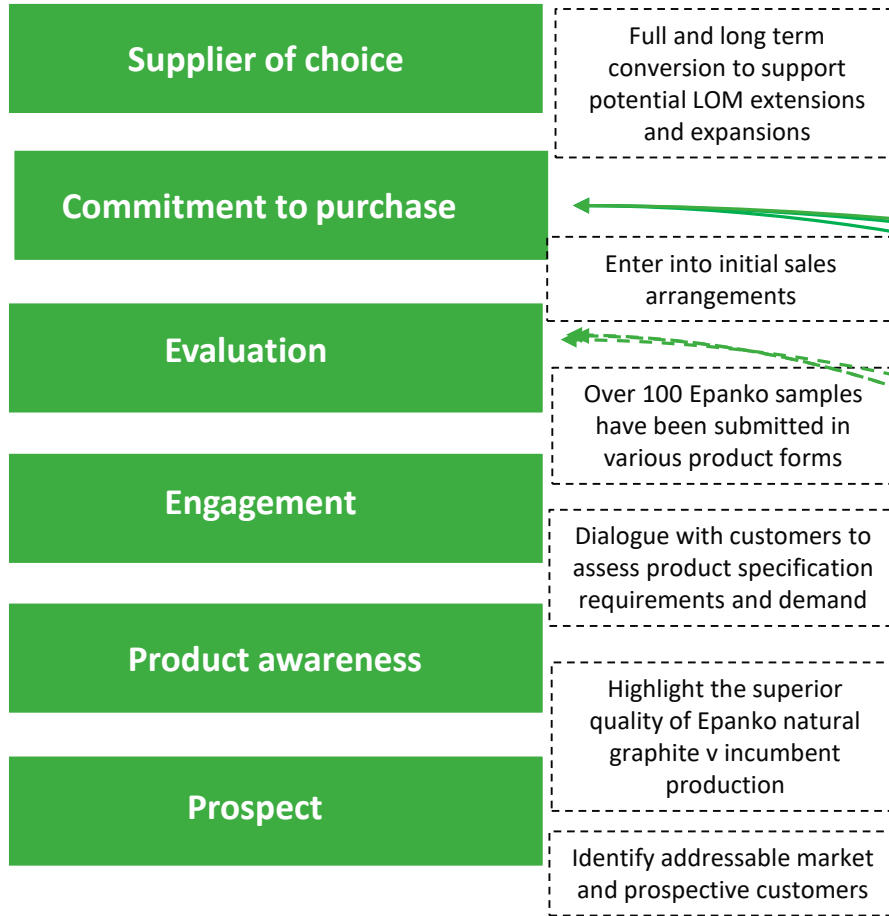 Supplier of choice
Full and long term
conversion to support
potential LOM extensions
and expansions
Commitment to purchase
Enter into initial sales
arrangements
Evaluation
Over 100 Epanko samples
have been submitted in
various product forms
Engagement
Dialogue with customers to
assess product specification
requirements and demand
Product awareness
Highlight the superior
quality of Epanko natural
graphite v incumbent
production
Prospect
Identify addressable market
and prospective customers